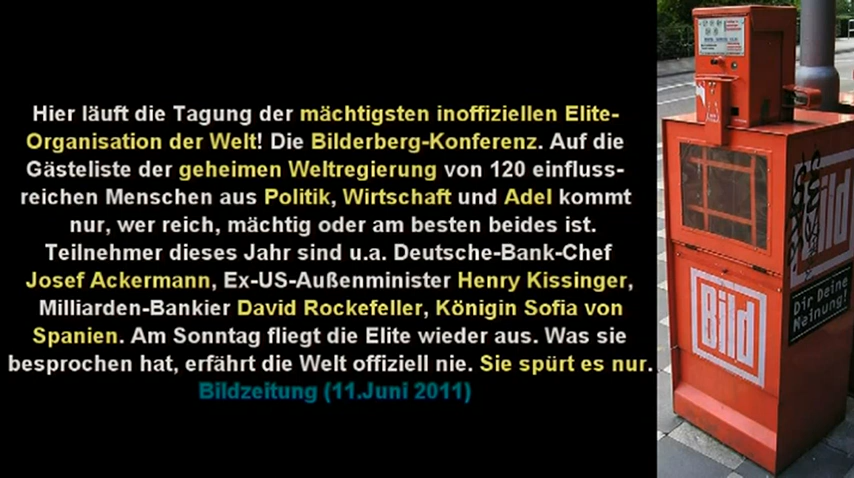 Hier läuft die Tagung der mächtigsten inoffiziellen Elite-
Organisation der Welt! Die Bilderberg-Konferenz. Auf die
Gästeliste der geheimen Weltregierung von 120 einfluss-
reichen Menschen aus Politik, Wirtschaft und Adel kommt
nur, wer reich, mächtig oder am besten beides ist.
Teilnehmer dieses Jahr sind u.a. Deutsche-Bank-Chef
Josef Ackermann, Ex-US-Außenminister Henry Kissinger,
Milliarden-Bankier David Rockefeller, Königin Sofia von
Spanien. Am Sonntag fliegt die Elite wieder aus. Was sie
besprochen hat, erfährt die Welt offiziell nie. Sie spürt es nur.
Bildzeitung (11.Juni 2011)
Bild
Bild
Dir Deine
Meinung!